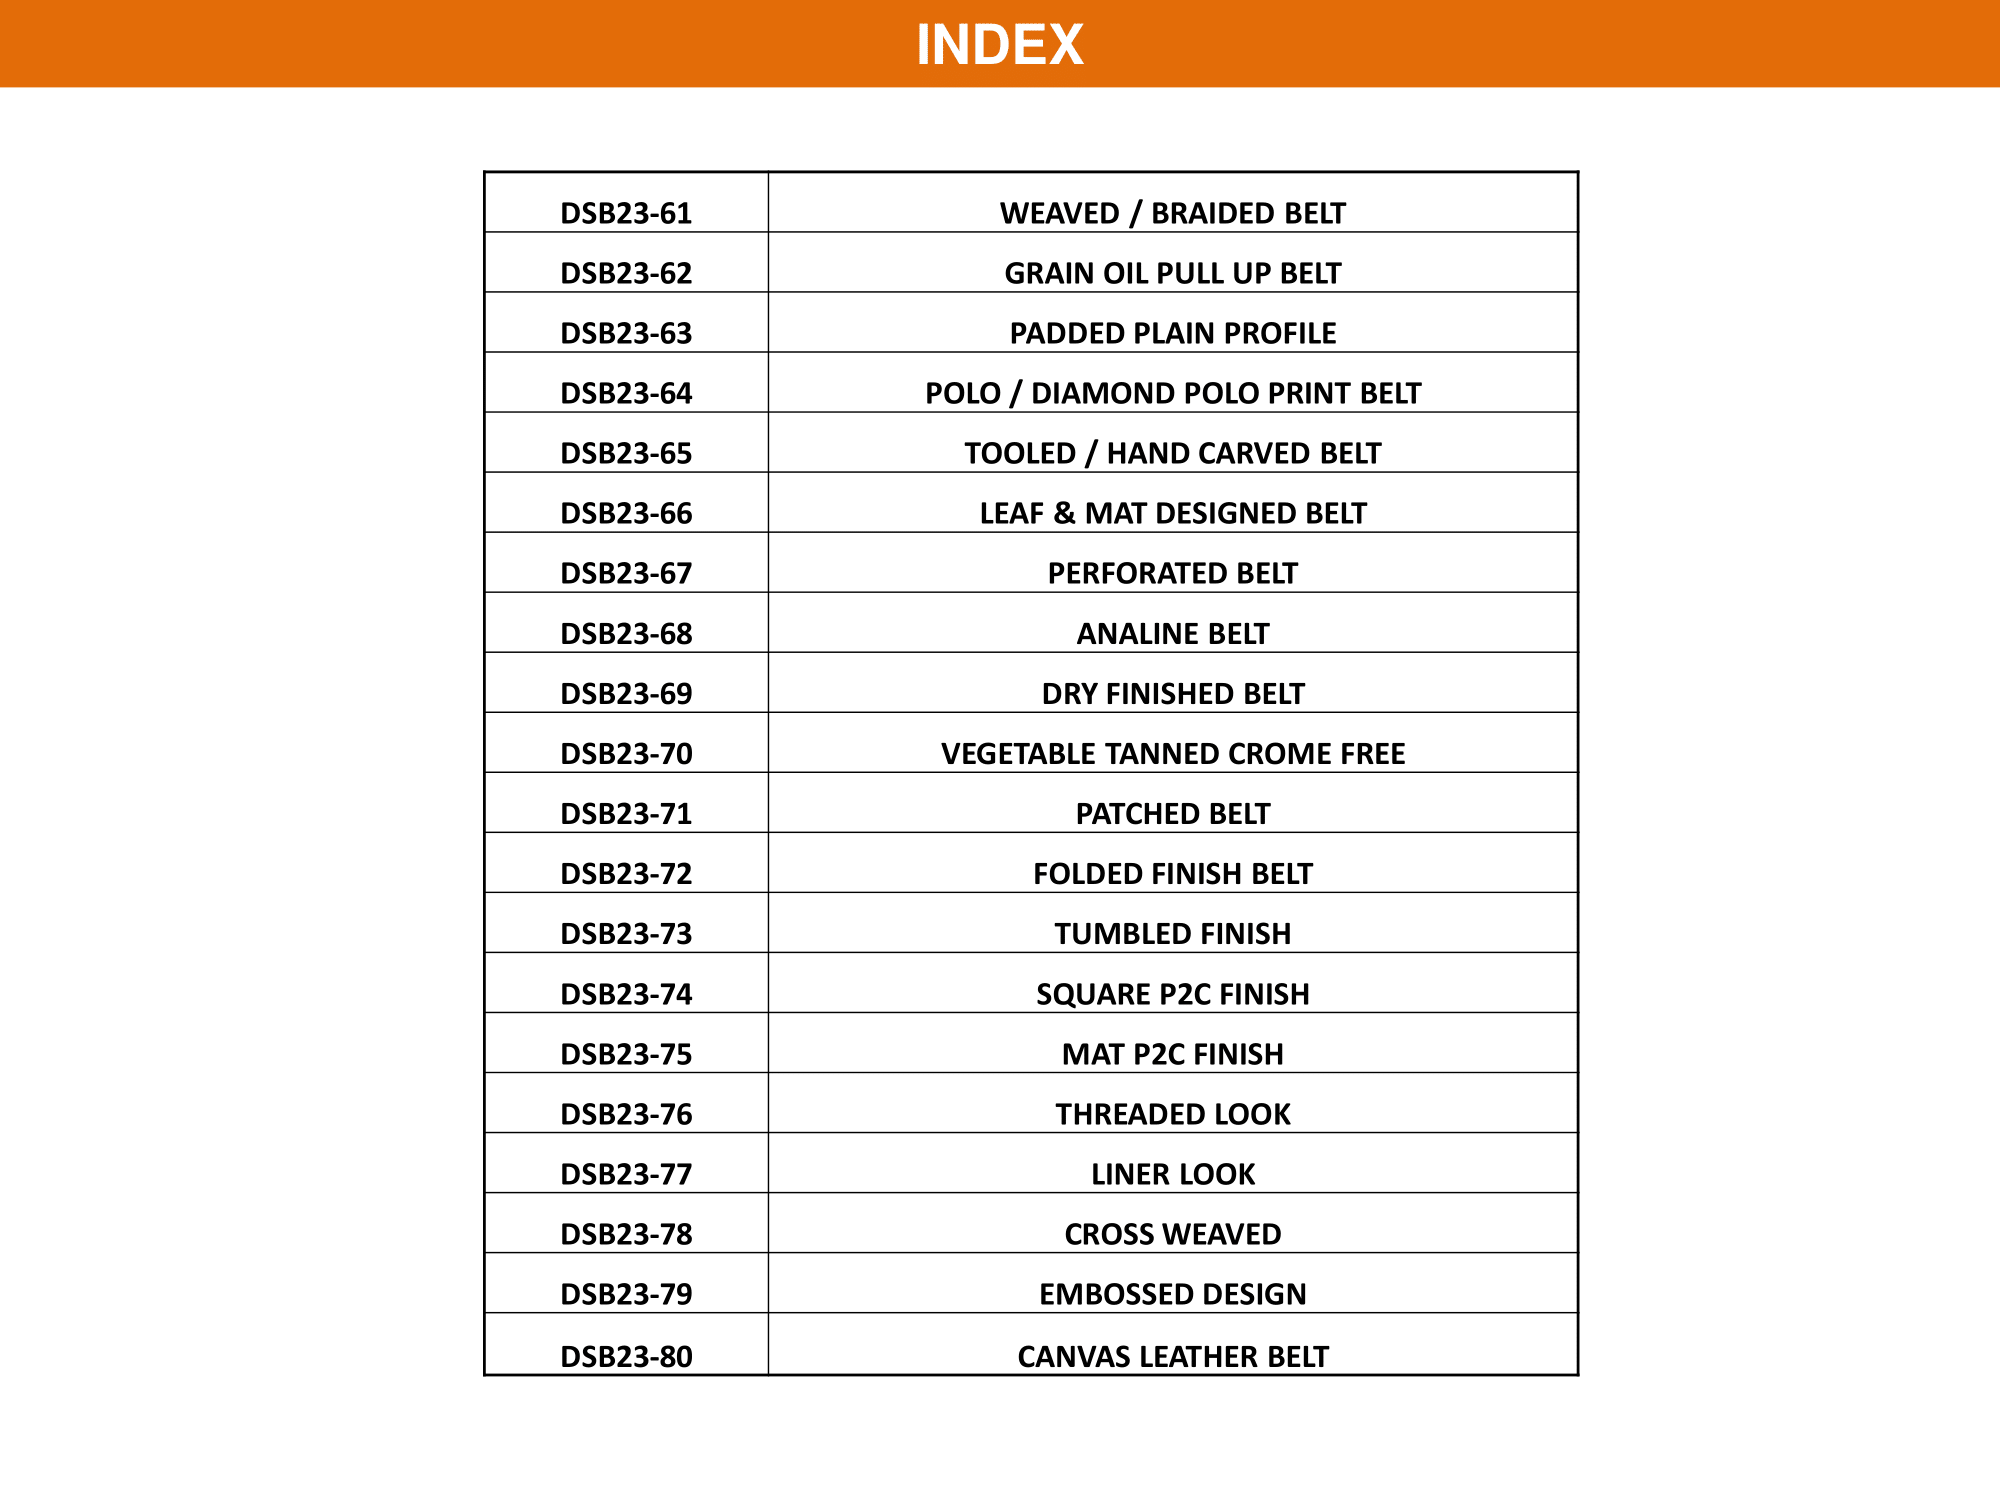 INDEX
DSB23-61 WEAVED / BRAIDED BELT
DSB23-62 GRAIN OIL PULL UP BELT
DSB23-63 PADDED PLAIN PROFILE
DSB23-64 POLO / DIAMOND POLO PRINT BELT
DSB23-65 TOOLED / HAND CARVED BELT
DSB23-66 LEAF & MAT DESIGNED BELT
DSB23-67 PERFORATED BELT
DSB23-68 ANALINE BELT
DSB23-69 DRY FINISHED BELT
DSB23-70 VEGETABLE TANNED CROME FREE
DSB23-71 PATCHED BELT
DSB23-72 FOLDED FINISH BELT
DSB23-73 TUMBLED FINISH
DSB23-74 SQUARE P2C FINISH
DSB23-75 MAT P2C FINISH
DSB23-76 THREADED LOOK
DSB23-77 LINER LOOK
DSB23-78 CROSS WEAVED
DSB23-79 EMBOSSED DESIGN
DSB23-80 CANVAS LEATHER BELT